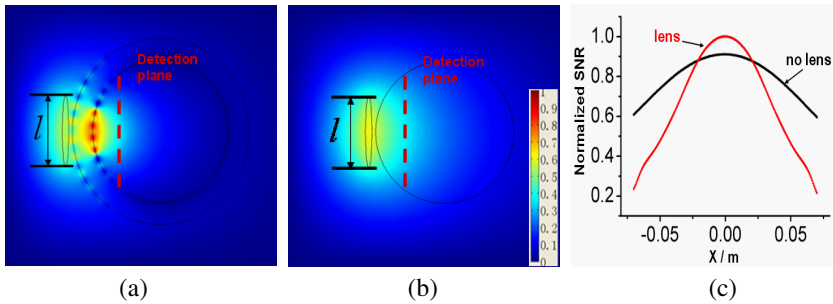 Detection
plane
l
Detection
plane
l
1
0.9
0.8
0.7
0.6
0.5
0.4
0.3
0.2
0.1
0
Normalized SNR
1.0
0.8
0.6
0.4
0.2
lens
no lens
-0.05
0.00
0.05
X / m
(a)
(b)
(c)